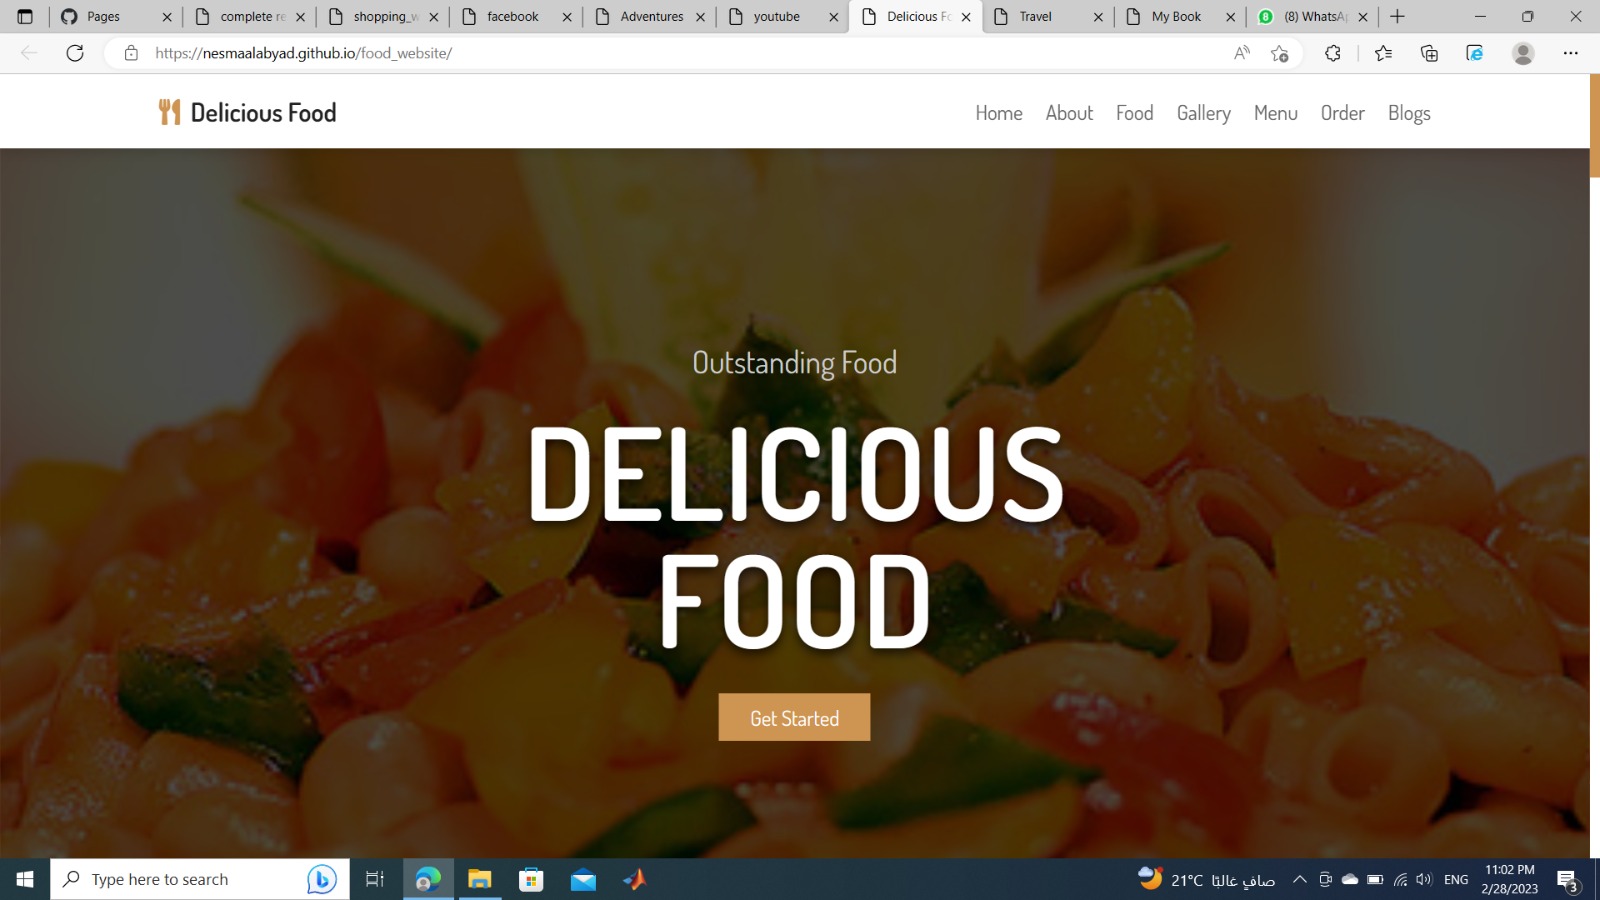 Pages
complete re
shopping_w
facebook
Adventures
youtube
Delicious Fo
Travel
My Book
(8) WhatsAp
https://nesmaalabyad.github.io/food_website/
Delicious Food
Home About Food Gallery Menu Order Blogs
Outstanding Food
DELICIOUS
FOOD
Get Started
Type here to search
21°C صافٍ غالبًا
ENG
11:02 PM
2/28/2023
3